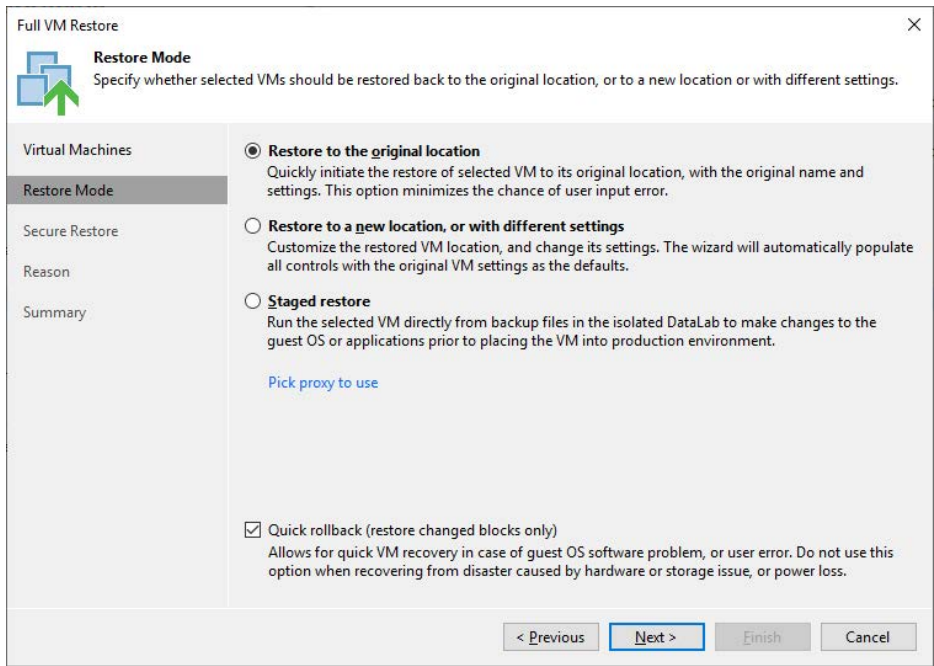 Full VM Restore
Restore Mode
Specify whether selected VMs should be restored back to the original location, or to a new location or with different settings.
Virtual Machines
Restore Mode
Secure Restore
Reason
Summary
Restore to the original location
Quickly initiate the restore of selected VM to its original location, with the original name and
settings. This option minimizes the chance of user input error.
Restore to a new location, or with different settings
Customize the restored VM location, and change its settings. The wizard will automatically populate
all controls with the original VM settings as the defaults.
Staged restore
Run the selected VM directly from backup files in the isolated DataLab to make changes to the
guest OS or applications prior to placing the VM into production environment.
Pick proxy to use
Quick rollback (restore changed blocks only)
Allows for quick VM recovery in case of guest OS software problem, or user error. Do not use this
option when recovering from disaster caused by hardware or storage issue, or power loss.
< Previous
Next >
Finish
Cancel